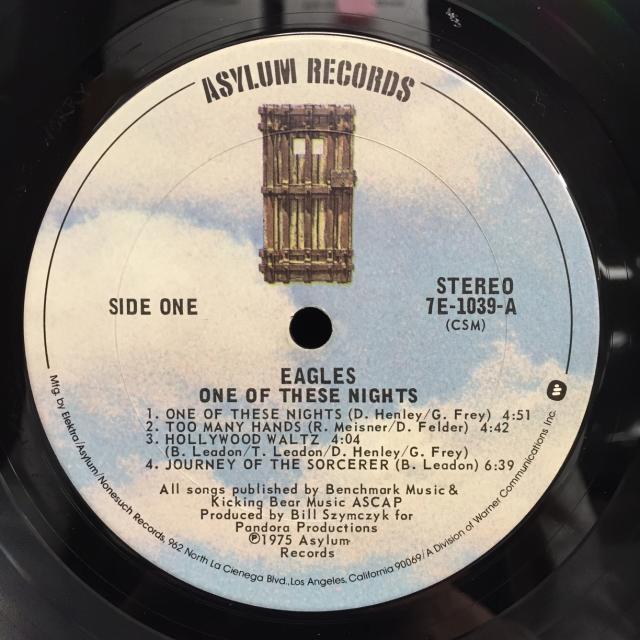 ASYLUM RECORDS
SIDE ONE
STEREO
7E-1039-A
(CSM)
EAGLES
ONE OF THESE NIGHTS
1. ONE OF THESE NIGHTS (D. Henley/G. Frey) 4:51
2. TOO MANY HANDS (R. Meisner/D. Felder) 4:42
3. HOLLYWOOD WALTZ 4:04
(B. Leadon/T. Leadon/D. Henley/G. Frey)
4. JOURNEY OF THE SORCERER (B. Leadon) 6:39
All songs published by Benchmark Music &
Kicking Bear Music ASCAP
Produced by Bill Szymczyk for
Pandora Productions
℗1975 Asylum
Records
Mfg. by Elektra/Asylum/Nonesuch Records, 962 North La Cienega Blvd., Los Angeles, California 90069/A Division of Warner Communications Inc.